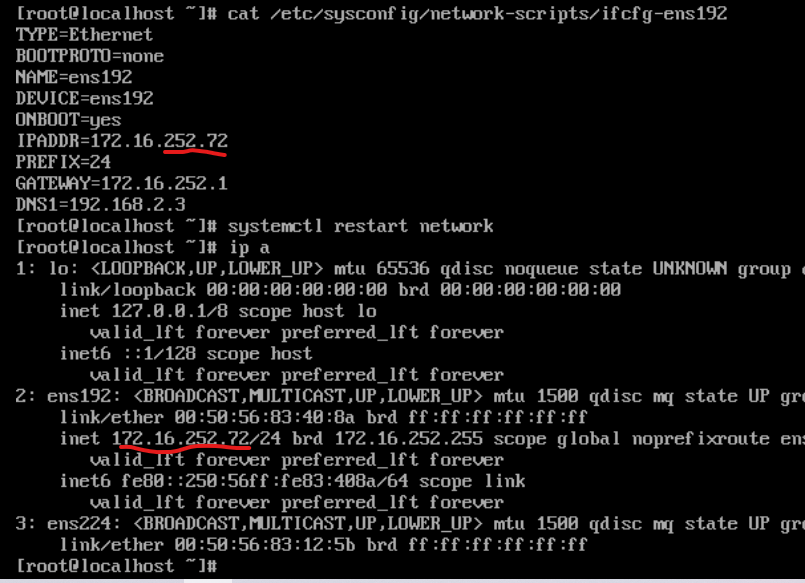 [root@localhost ~]# cat /etc/sysconfig/network-scripts/ifcfg-ens192
TYPE=Ethernet
BOOTPROTO=none
NAME=ens192
DEVICE=ens192
ONBOOT=yes
IPADDR=172.16.252.72
PREFIX=24
GATEWAY=172.16.252.1
DNS1=192.168.2.3
[root@localhost ~]# systemctl restart network
[root@localhost ~]# ip a
1: lo: <LOOPBACK,UP,LOWER_UP> mtu 65536 qdisc noqueue state UNKNOWN group
link/loopback 00:00:00:00:00:00 brd 00:00:00:00:00:00
inet 127.0.0.1/8 scope host lo
valid_lft forever preferred_lft forever
inet6 ::1/128 scope host
valid_lft forever preferred_lft forever
2: ens192: <BROADCAST,MULTICAST,UP,LOWER_UP> mtu 1500 qdisc mq state UP gro
link/ether 00:50:56:83:40:8a brd ff:ff:ff:ff:ff:ff
inet 172.16.252.72/24 brd 172.16.252.255 scope global noprefixroute ens
valid_lft forever preferred_lft forever
inet6 fe80::250:56ff:fe83:408a/64 scope link
valid_lft forever preferred_lft forever
3: ens224: <BROADCAST,MULTICAST,UP,LOWER_UP> mtu 1500 qdisc mq state UP gro
link/ether 00:50:56:83:12:5b brd ff:ff:ff:ff:ff:ff
[root@localhost ~]#